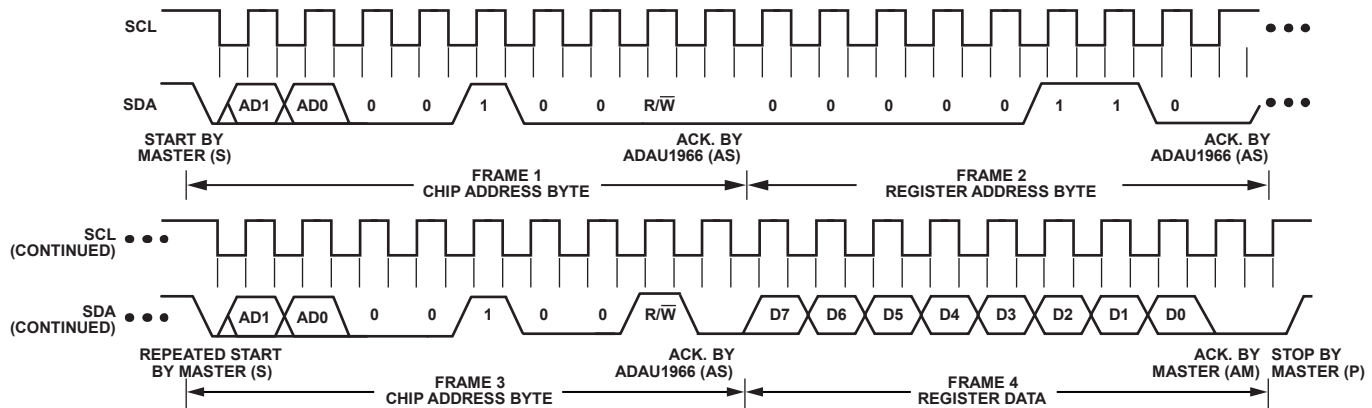 SCL
SDA AD1 AD0 0 0 1 0 0 R/W̅ 0 0 0 0 0 1 1 0
START BY
MASTER (S)
ACK. BY
ADAU1966 (AS)
ACK. BY
ADAU1966 (AS)
FRAME 1
CHIP ADDRESS BYTE
FRAME 2
REGISTER ADDRESS BYTE
SCL
(CONTINUED)
SDA
(CONTINUED)
AD1 AD0 0 0 1 0 0 R/W̅ D7 D6 D5 D4 D3 D2 D1 D0
REPEATED START
BY MASTER (S)
ACK. BY
ADAU1966 (AS)
ACK. BY
MASTER (AM)
STOP BY
MASTER (P)
FRAME 3
CHIP ADDRESS BYTE
FRAME 4
REGISTER DATA